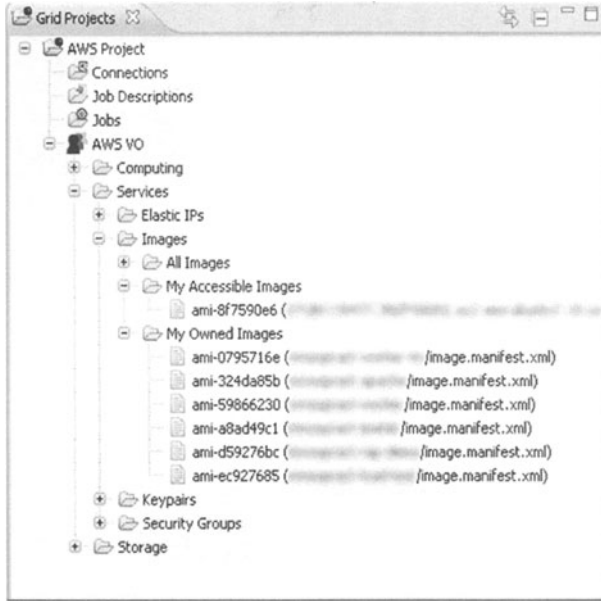 Grid Projects
AWS Project
Connections
Job Descriptions
Jobs
AWS VO
Computing
Services
Elastic IPs
Images
All Images
My Accessible Images
ami-8f7590e6 (
My Owned Images
ami-0795716e ( /image.manifest.xml)
ami-324da85b ( /image.manifest.xml)
ami-59866230 ( /image.manifest.xml)
ami-a8ad49c1 ( /image.manifest.xml)
ami-d59276bc ( /image.manifest.xml)
ami-ec927685 ( /image.manifest.xml)
Keypairs
Security Groups
Storage